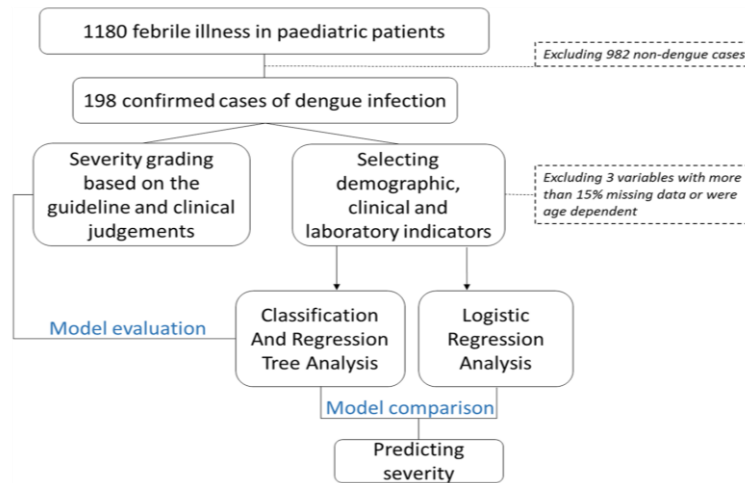 1180 febrile illness in paediatric patients
Excluding 982 non-dengue cases
198 confirmed cases of dengue infection
Severity grading
based on the
guideline and clinical
judgements
Selecting
demographic,
clinical and
laboratory indicators
Excluding 3 variables with more
than 15% missing data or were
age dependent
Model evaluation
Classification
And Regression
Tree Analysis
Logistic
Regression
Analysis
Model comparison
Predicting
severity